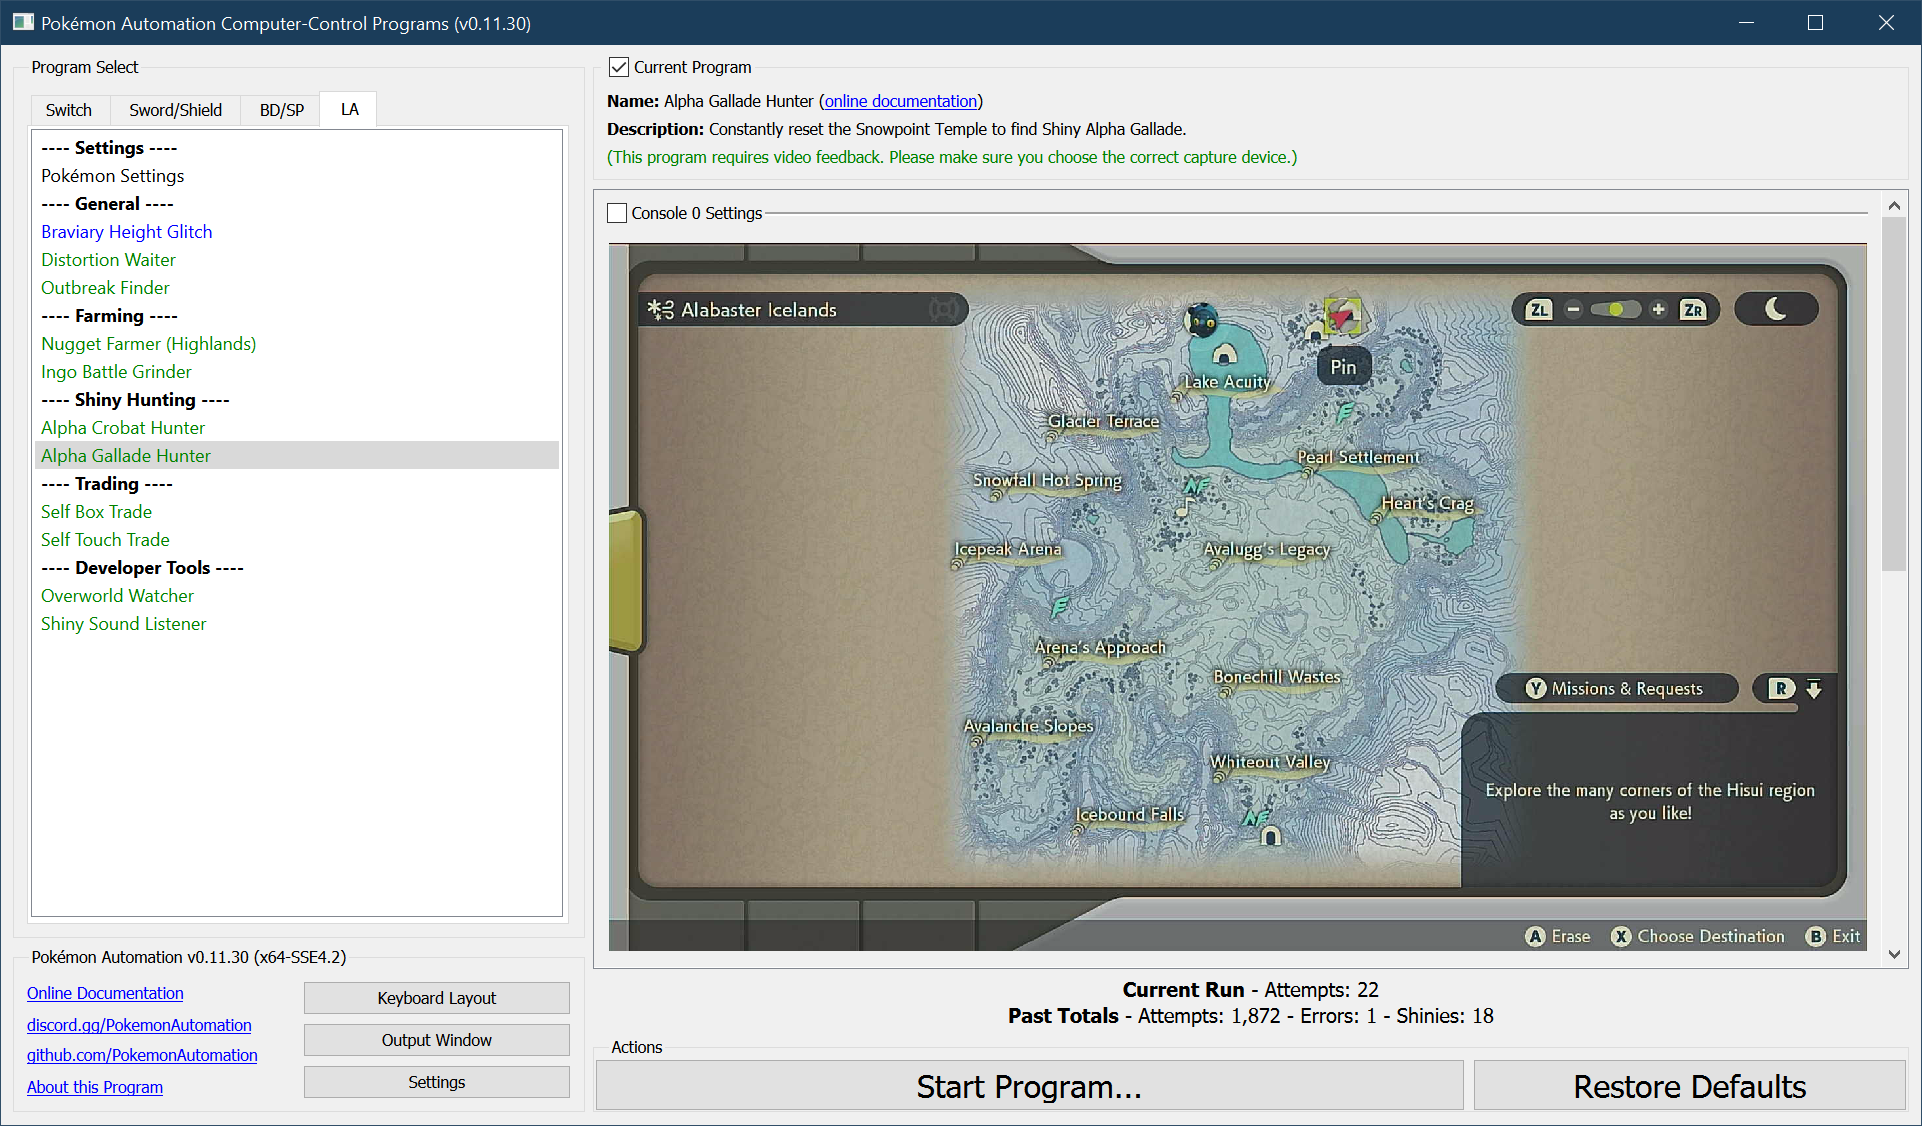 Pokémon Automation Computer-Control Programs (v0.11.30)
Program Select
Switch
Sword/Shield
BD/SP
LA
---- Settings ----
Pokémon Settings
---- General ----
Braviary Height Glitch
Distortion Waiter
Outbreak Finder
---- Farming ----
Nugget Farmer (Highlands)
Ingo Battle Grinder
---- Shiny Hunting ----
Alpha Crobat Hunter
Alpha Gallade Hunter
---- Trading ----
Self Box Trade
Self Touch Trade
---- Developer Tools ----
Overworld Watcher
Shiny Sound Listener
Pokémon Automation v0.11.30 (x64-SSE4.2)
Online Documentation
discord.gg/PokemonAutomation
github.com/PokemonAutomation
About this Program
Keyboard Layout
Output Window
Settings
Current Program
Name: Alpha Gallade Hunter (online documentation)
Description: Constantly reset the Snowpoint Temple to find Shiny Alpha Gallade.
(This program requires video feedback. Please make sure you choose the correct capture device.)
Console 0 Settings
Alabaster Icelands
ZL
ZR
Pin
Lake Acuity
Glacier Terrace
Pearl Settlement
Snowfall Hot Spring
Heart's Crag
Icepeak Arena
Avalugg's Legacy
Arena's Approach
Bonechill Wastes
Avalanche Slopes
Whiteout Valley
Icebound Falls
Y Missions & Requests
R
Explore the many corners of the Hisui region
as you like!
A Erase
X Choose Destination
B Exit
Current Run - Attempts: 22
Past Totals - Attempts: 1,872 - Errors: 1 - Shinies: 18
Actions
Start Program...
Restore Defaults